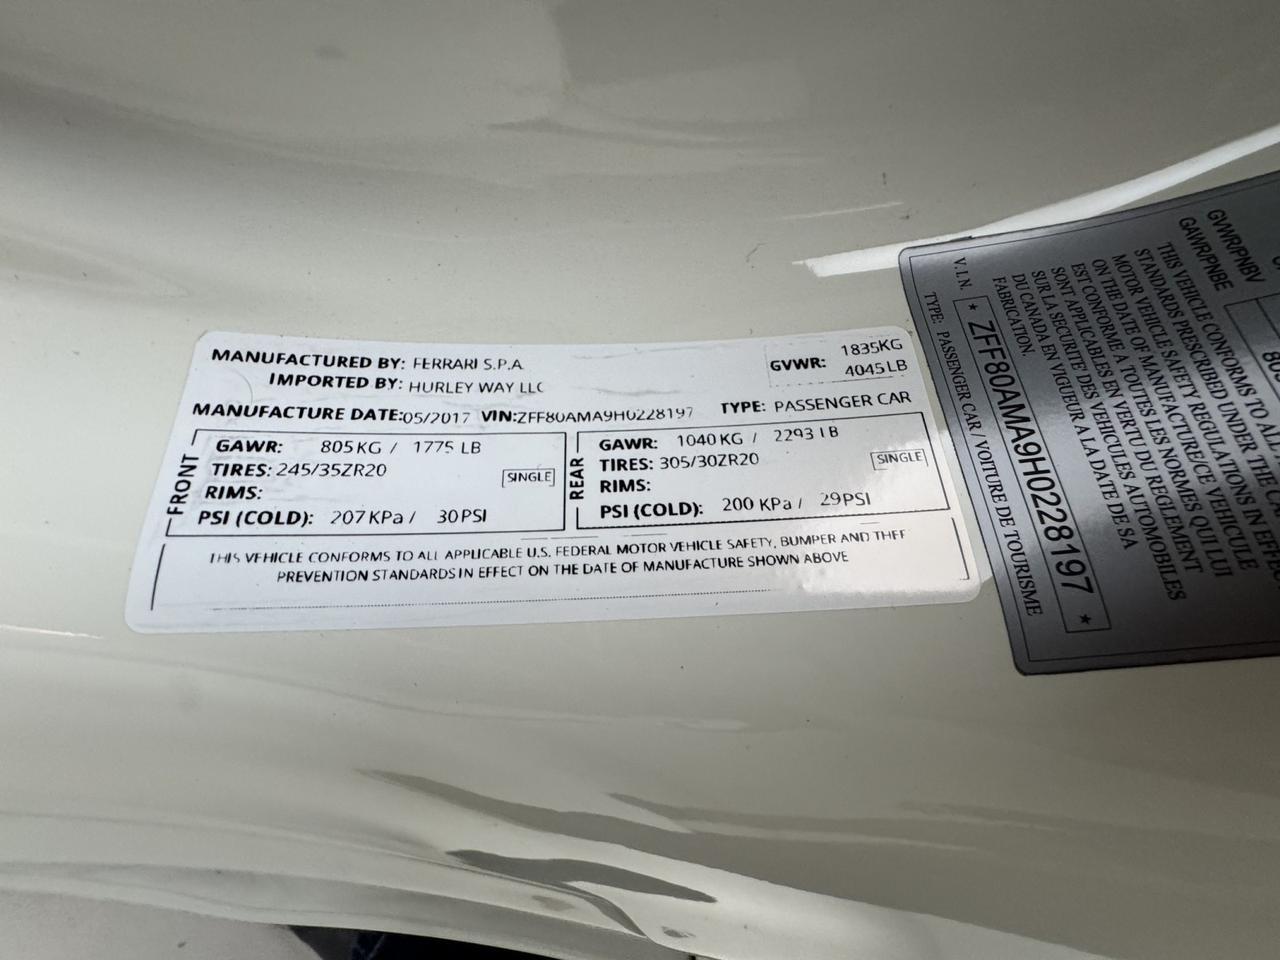 MANUFACTURED BY: FERRARI S.P.A
IMPORTED BY: HURLEY WAY LLC
GVWR: 1835KG
4045LB
MANUFACTURE DATE:05/2017 VIN:ZFF80AMA9H0228197 TYPE: PASSENGER CAR
FRONT
GAWR: 805KG / 1775 LB
TIRES: 245/35ZR20
SINGLE
RIMS:
PSI (COLD): 207 KPa / 30PSI
REAR
GAWR: 1040KG / 2293 LB
TIRES: 305/30ZR20
SINGLE
RIMS:
PSI (COLD): 200 KPa / 29PSI
THIS VEHICLE CONFORMS TO ALL APPLICABLE U.S. FEDERAL MOTOR VEHICLE SAFETY, BUMPER AND THEFT
PREVENTION STANDARDS IN EFFECT ON THE DATE OF MANUFACTURE SHOWN ABOVE
GVWR/PNBV
GAWR/PNBE
THIS VEHICLE CONFORMS TO
STANDARDS PRESCRIBED UNDER THE
MOTOR VEHICLE SAFETY REGULATIONS IN
ON THE DATE OF MANUFACTURE/CE VEHICULE
EST CONFORME A TOUTES LES NORMES QUI LUI
SONT APPLICABLES EN VERTU DU REGLEMENT
SUR LA SECURITE DES VEHICULES AUTOMOBILES
DU CANADA EN VIGUEUR A LA DATE DE SA
FABRICATION.
V.I.N. ★ ZFF80AMA9H0228197 ★
TYPE: PASSENGER CAR / VOITURE DE TOURISME